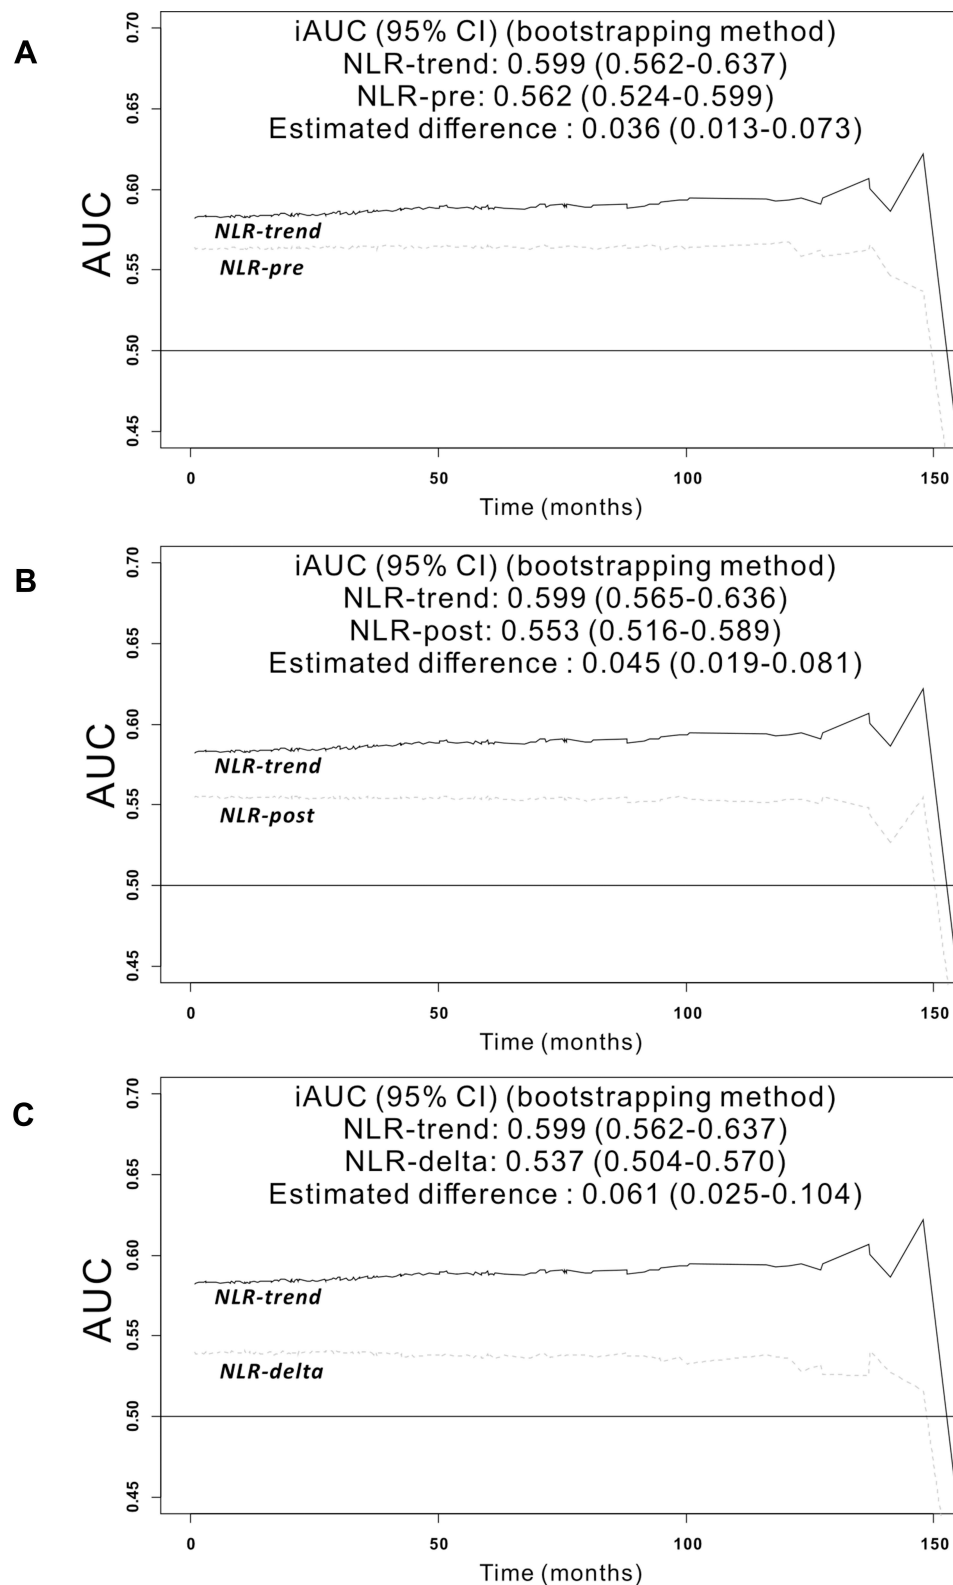 A
iAUC (95% CI) (bootstrapping method)
NLR-trend: 0.599 (0.562-0.637)
NLR-pre: 0.562 (0.524-0.599)
Estimated difference : 0.036 (0.013-0.073)
AUC
0.70
0.65
0.60
0.55
0.50
0.45
NLR-trend
NLR-pre
0 50 100 150
Time (months)
B
iAUC (95% CI) (bootstrapping method)
NLR-trend: 0.599 (0.565-0.636)
NLR-post: 0.553 (0.516-0.589)
Estimated difference : 0.045 (0.019-0.081)
AUC
0.70
0.65
0.60
0.55
0.50
0.45
NLR-trend
NLR-post
0 50 100 150
Time (months)
C
iAUC (95% CI) (bootstrapping method)
NLR-trend: 0.599 (0.562-0.637)
NLR-delta: 0.537 (0.504-0.570)
Estimated difference : 0.061 (0.025-0.104)
AUC
0.70
0.65
0.60
0.55
0.50
0.45
NLR-trend
NLR-delta
0 50 100 150
Time (months)